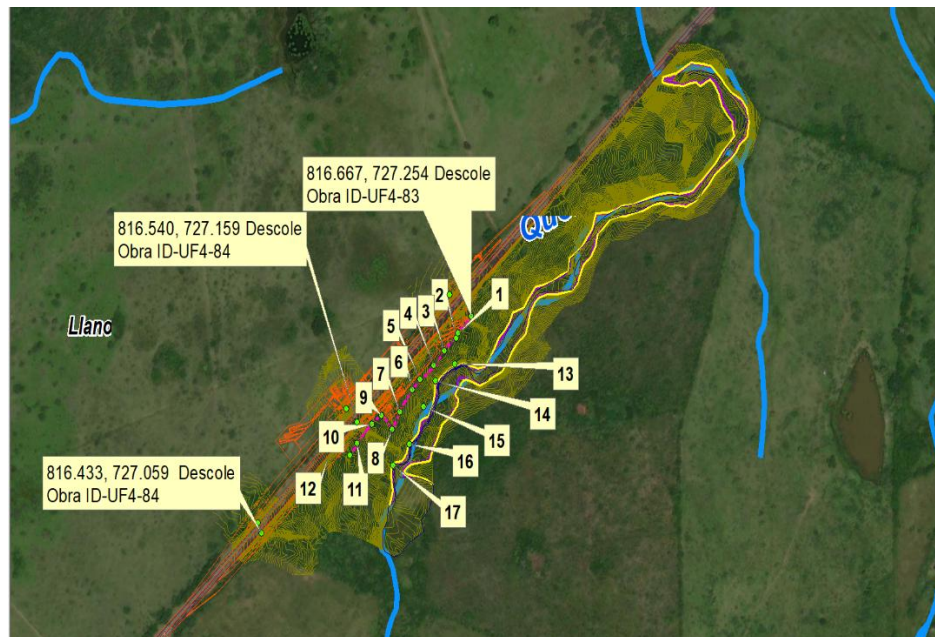 816.667, 727.254 Descole
Obra ID-UF4-83
816.540, 727.159 Descole
Obra ID-UF4-84
Que
Llano
2
1
3
4
5
6
7
13
14
9
10
15
8
16
12
11
17
816.433, 727.059 Descole
Obra ID-UF4-84